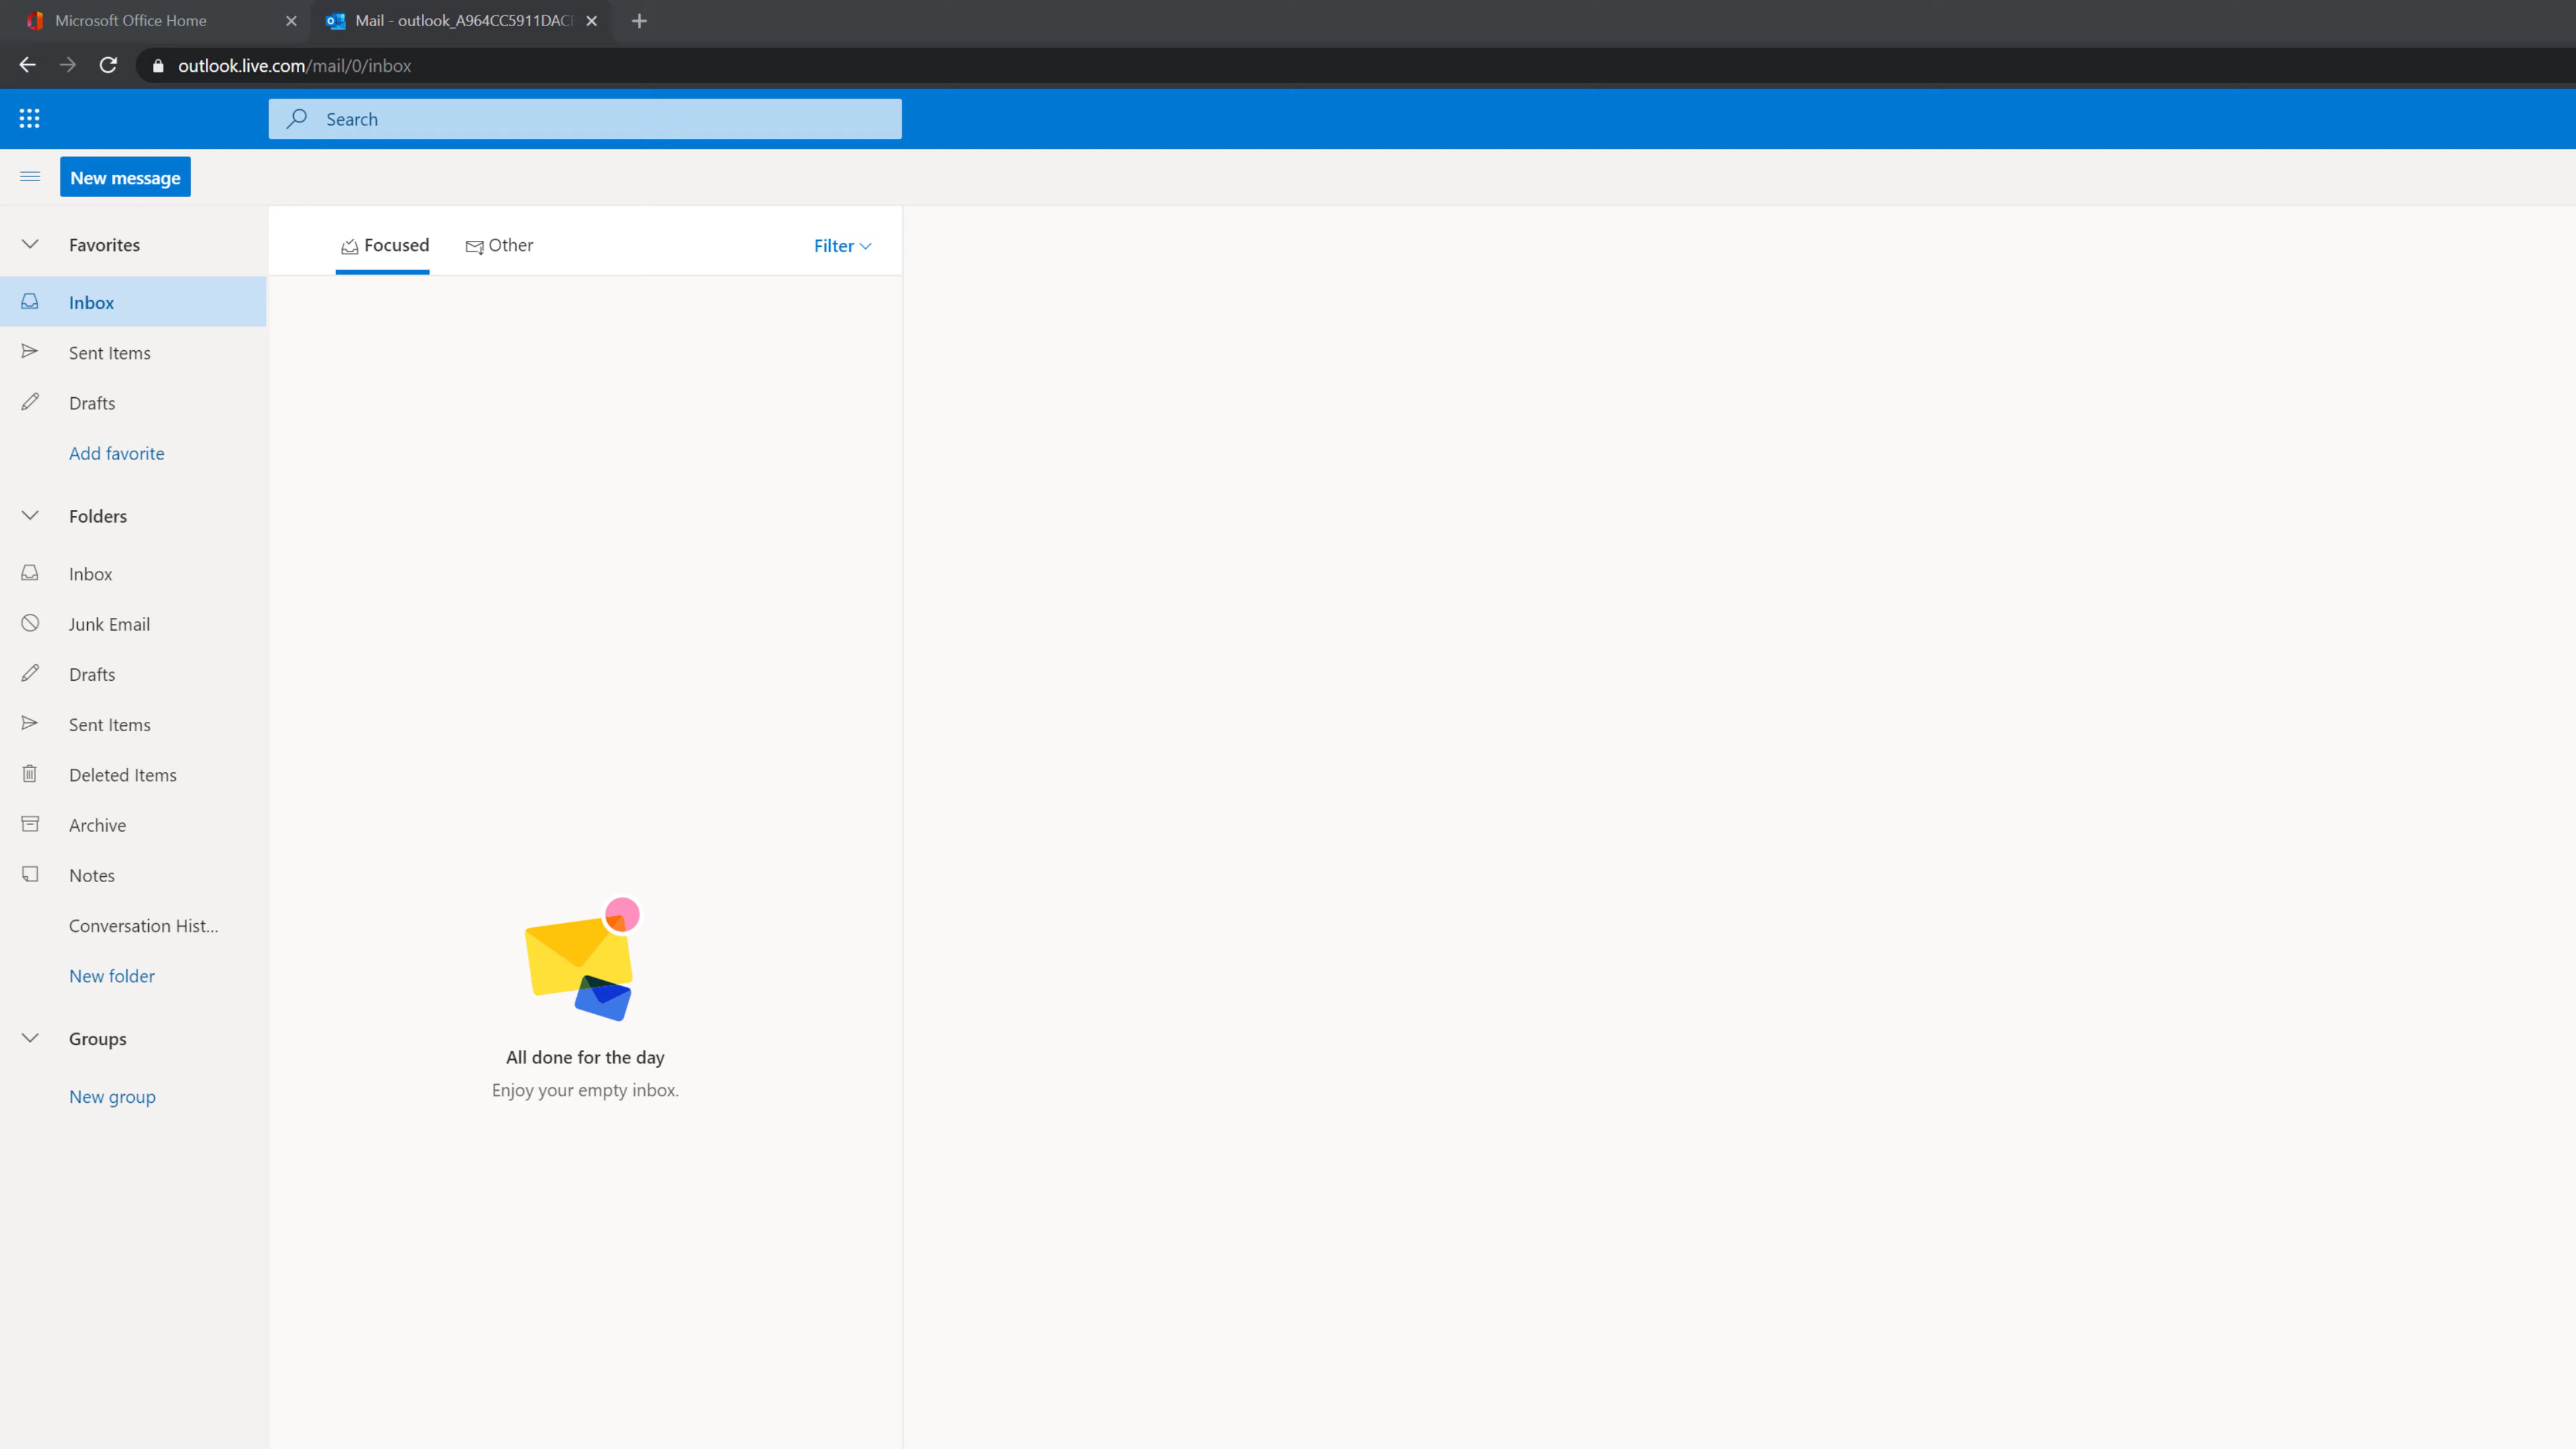 Microsoft Office Home
Mail - outlook_A964CC5911DAC
outlook.live.com/mail/0/inbox
Search
New message
Favorites
Inbox
Sent Items
Drafts
Add favorite
Folders
Inbox
Junk Email
Drafts
Sent Items
Deleted Items
Archive
Notes
Conversation Hist...
New folder
Groups
New group
Focused
Other
Filter
All done for the day
Enjoy your empty inbox.